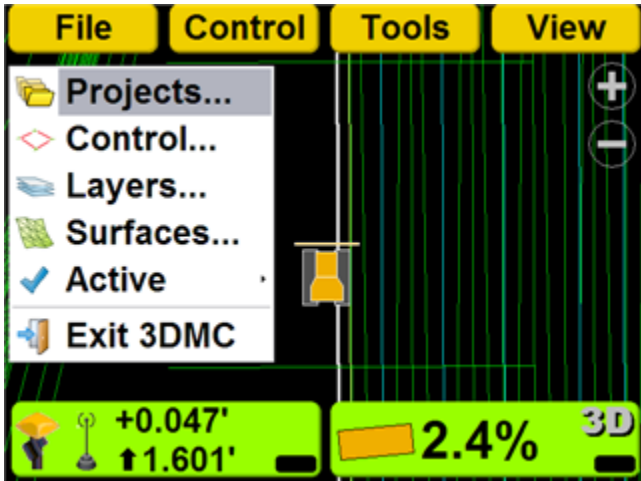 File Control Tools View
Projects...
Control...
Layers...
Surfaces...
Active
Exit 3DMC
+0.047'
1.601'
2.4%
3D